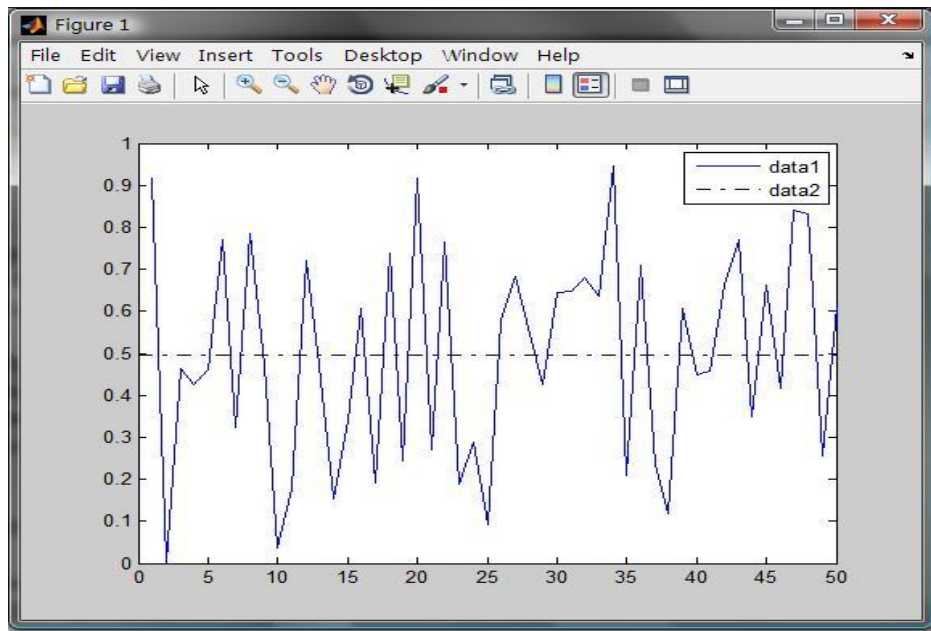 Figure 1
File Edit View Insert Tools Desktop Window Help
1
0.9
0.8
0.7
0.6
0.5
0.4
0.3
0.2
0.1
0
data1
data2
0 5 10 15 20 25 30 35 40 45 50